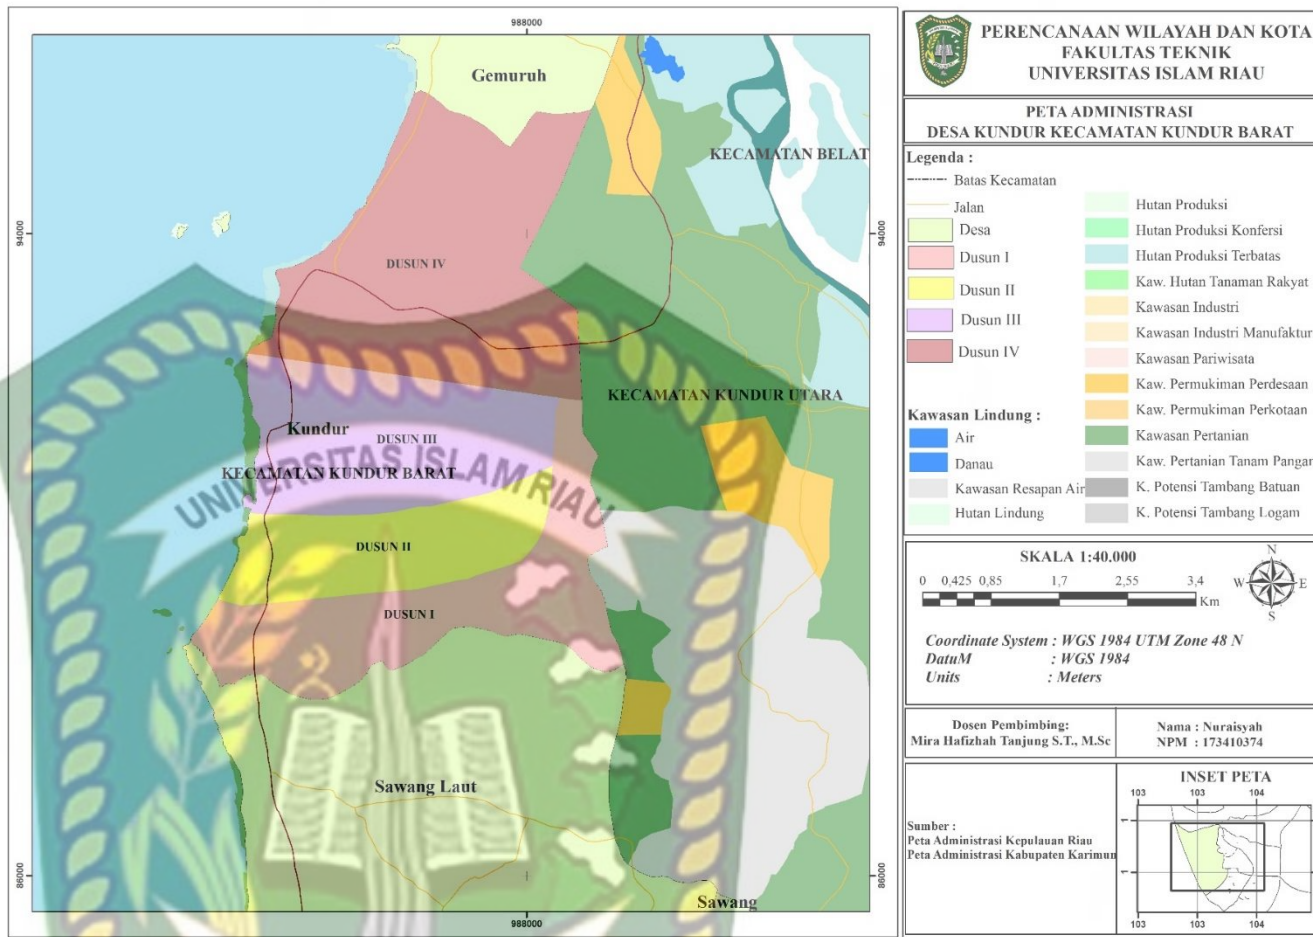 988000
94000
86000
988000
94000
86000
Gemuruh
KECAMATAN BELAT
DUSUN IV
KECAMATAN KUNDUR UTARA
Kundur
DUSUN III
KECAMATAN KUNDUR BARAT
UNIVERSITAS ISLAM RIAU
DUSUN II
DUSUN I
Sawang Laut
Sawang
PERENCANAAN WILAYAH DAN KOTA
FAKULTAS TEKNIK
UNIVERSITAS ISLAM RIAU
PETA ADMINISTRASI
DESA KUNDUR KECAMATAN KUNDUR BARAT
Legenda :
Batas Kecamatan
Jalan
Desa
Dusun I
Dusun II
Dusun III
Dusun IV
Kawasan Lindung :
Air
Danau
Kawasan Resapan Air
Hutan Lindung
Hutan Produksi
Hutan Produksi Konfersi
Hutan Produksi Terbatas
Kaw. Hutan Tanaman Rakyat
Kawasan Industri
Kawasan Industri Manufaktur
Kawasan Pariwisata
Kaw. Permukiman Perdesaan
Kaw. Permukiman Perkotaan
Kawasan Pertanian
Kaw. Pertanian Tanam Pangan
K. Potensi Tambang Batuan
K. Potensi Tambang Logam
SKALA 1:40.000
0 0,425 0,85 1,7 2,55 3,4
Km
N
W E
S
Coordinate System : WGS 1984 UTM Zone 48 N
DatuM : WGS 1984
Units : Meters
Dosen Pembimbing:
Mira Hafizhah Tanjung S.T., M.Sc
Nama : Nuraisyah
NPM : 173410374
Sumber :
Peta Administrasi Kepulauan Riau
Peta Administrasi Kabupaten Karimun
INSET PETA
103 103 104
1
1
103 103 104